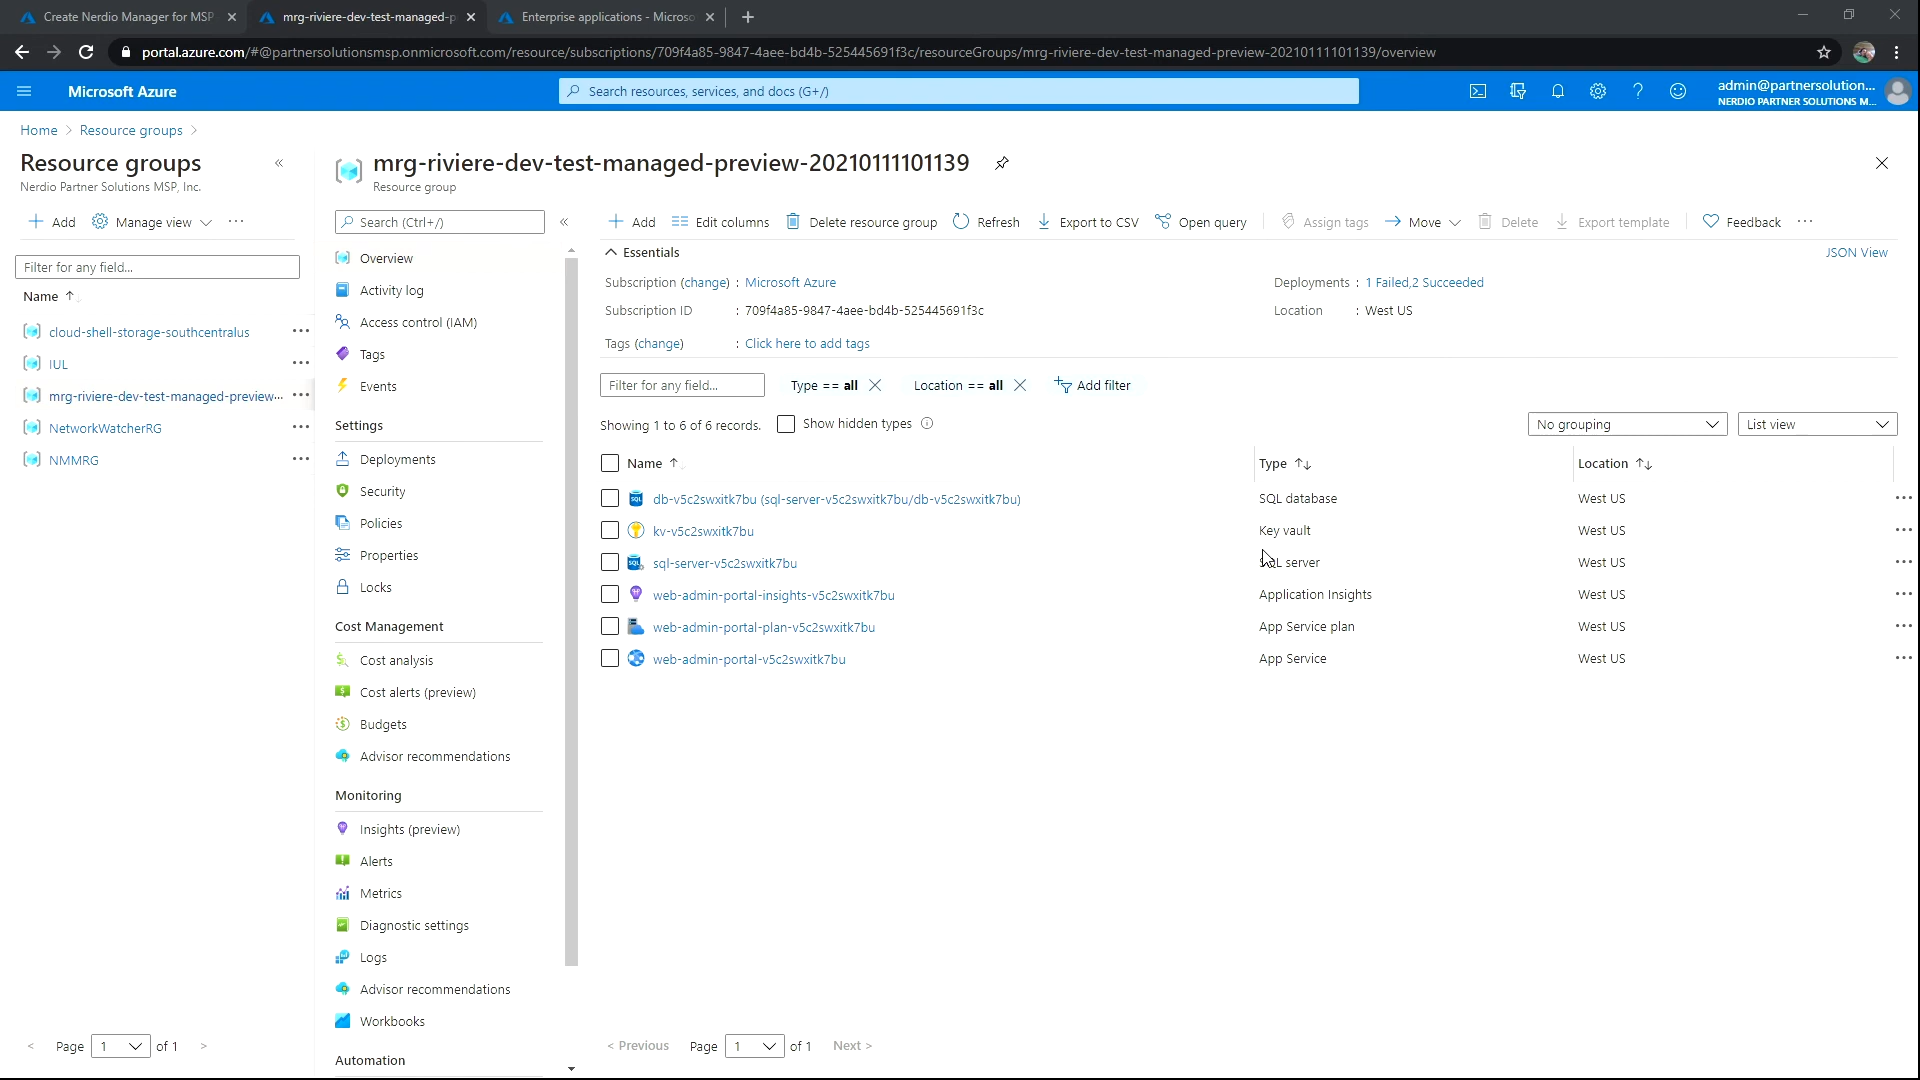 Create Nerdio Manager for MSP
mrg-riviere-dev-test-managed-p
Enterprise applications - Microso
portal.azure.com/#@partnersolutionsmsp.onmicrosoft.com/resource/subscriptions/709f4a85-9847-4aee-bd4b-525445691f3c/resourceGroups/mrg-riviere-dev-test-managed-preview-20210111101139/overview
Microsoft Azure
Search resources, services, and docs (G+/)
admin@partnersolution...
NERDIO PARTNER SOLUTIONS M...
Home > Resource groups >
Resource groups
Nerdio Partner Solutions MSP, Inc.
+ Add Manage view ...
Filter for any field...
Name ↑
cloud-shell-storage-southcentralus ...
IUL ...
mrg-riviere-dev-test-managed-preview-... ...
NetworkWatcherRG ...
NMMRG ...
< Page 1 of 1 >
mrg-riviere-dev-test-managed-preview-20210111101139
Resource group
Search (Ctrl+/)
Overview
Activity log
Access control (IAM)
Tags
Events
Settings
Deployments
Security
Policies
Properties
Locks
Cost Management
Cost analysis
Cost alerts (preview)
Budgets
Advisor recommendations
Monitoring
Insights (preview)
Alerts
Metrics
Diagnostic settings
Logs
Advisor recommendations
Workbooks
Automation
+ Add Edit columns Delete resource group Refresh Export to CSV Open query Assign tags Move Delete Export template Feedback ...
Essentials JSON View
Subscription (change) : Microsoft Azure Deployments : 1 Failed,2 Succeeded
Subscription ID : 709f4a85-9847-4aee-bd4b-525445691f3c Location : West US
Tags (change) : Click here to add tags
Filter for any field... Type == all Location == all Add filter
Showing 1 to 6 of 6 records. Show hidden types No grouping List view
Name ↑ Type ↑↓ Location ↑↓
db-v5c2swxitk7bu (sql-server-v5c2swxitk7bu/db-v5c2swxitk7bu) SQL database West US ...
kv-v5c2swxitk7bu Key vault West US ...
sql-server-v5c2swxitk7bu SQL server West US ...
web-admin-portal-insights-v5c2swxitk7bu Application Insights West US ...
web-admin-portal-plan-v5c2swxitk7bu App Service plan West US ...
web-admin-portal-v5c2swxitk7bu App Service West US ...
< Previous Page 1 of 1 Next >